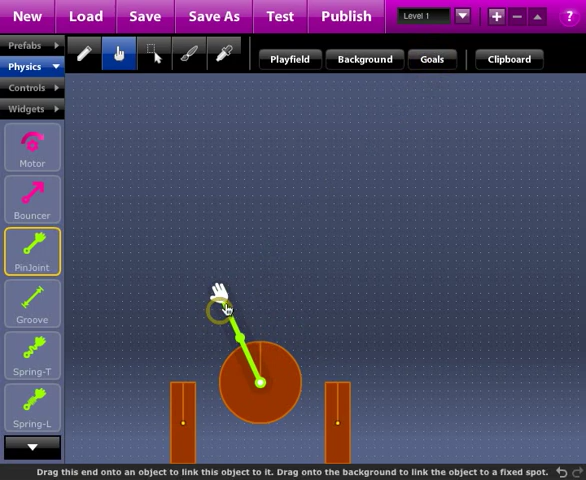 New Load Save Save As Test Publish Level 1 ?
Prefabs
Physics
Controls
Widgets
Playfield Background Goals Clipboard
Motor
Bouncer
PinJoint
Groove
Spring-T
Spring-L
Drag this end onto an object to link this object to it. Drag onto the background to link the object to a fixed spot.